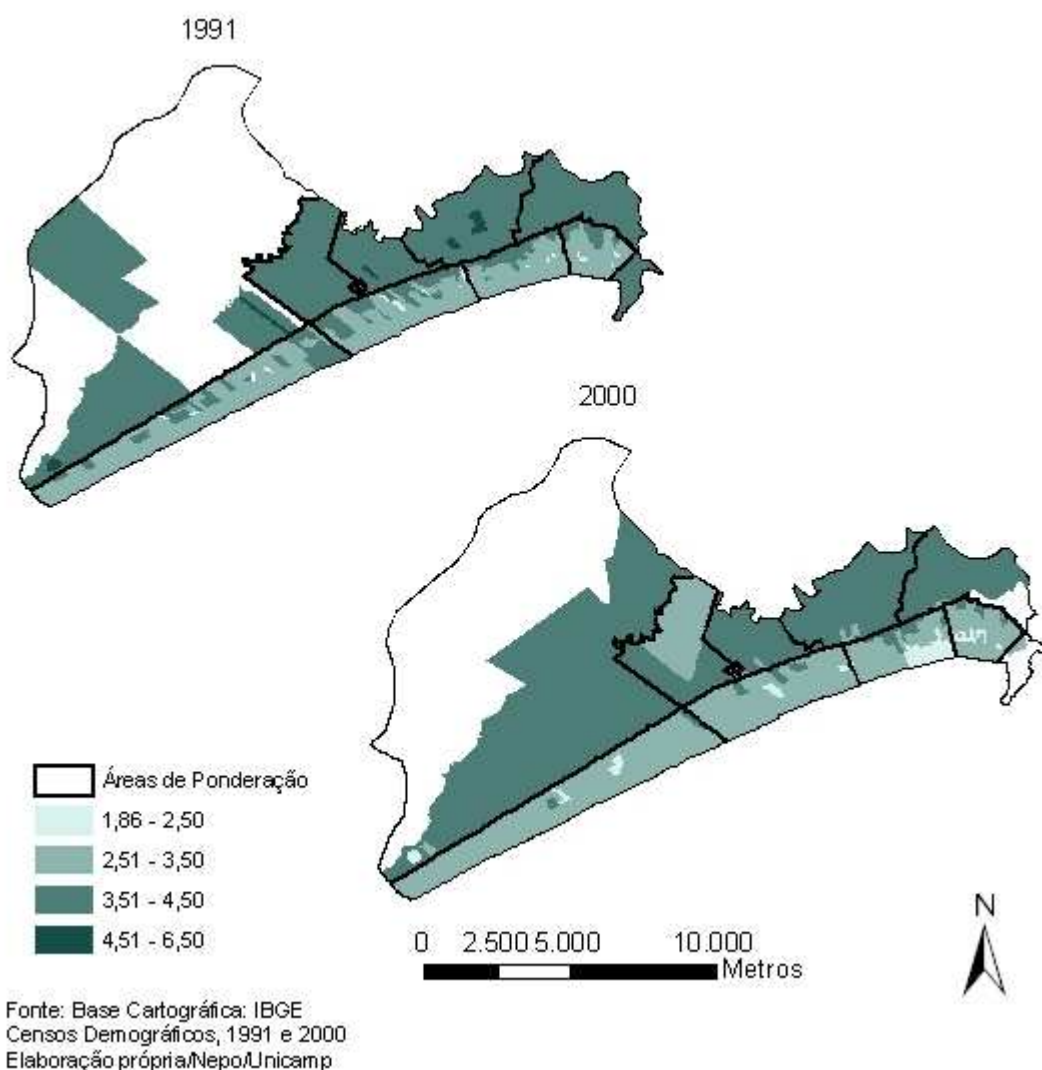 1991
2000
Áreas de Ponderação
1,86 - 2,50
2,51 - 3,50
3,51 - 4,50
4,51 - 6,50
0 2.500 5.000 10.000
Metros
N
Fonte: Base Cartográfica: IBGE
Censos Demográficos, 1991 e 2000
Elaboração própria/Nepo/Unicamp